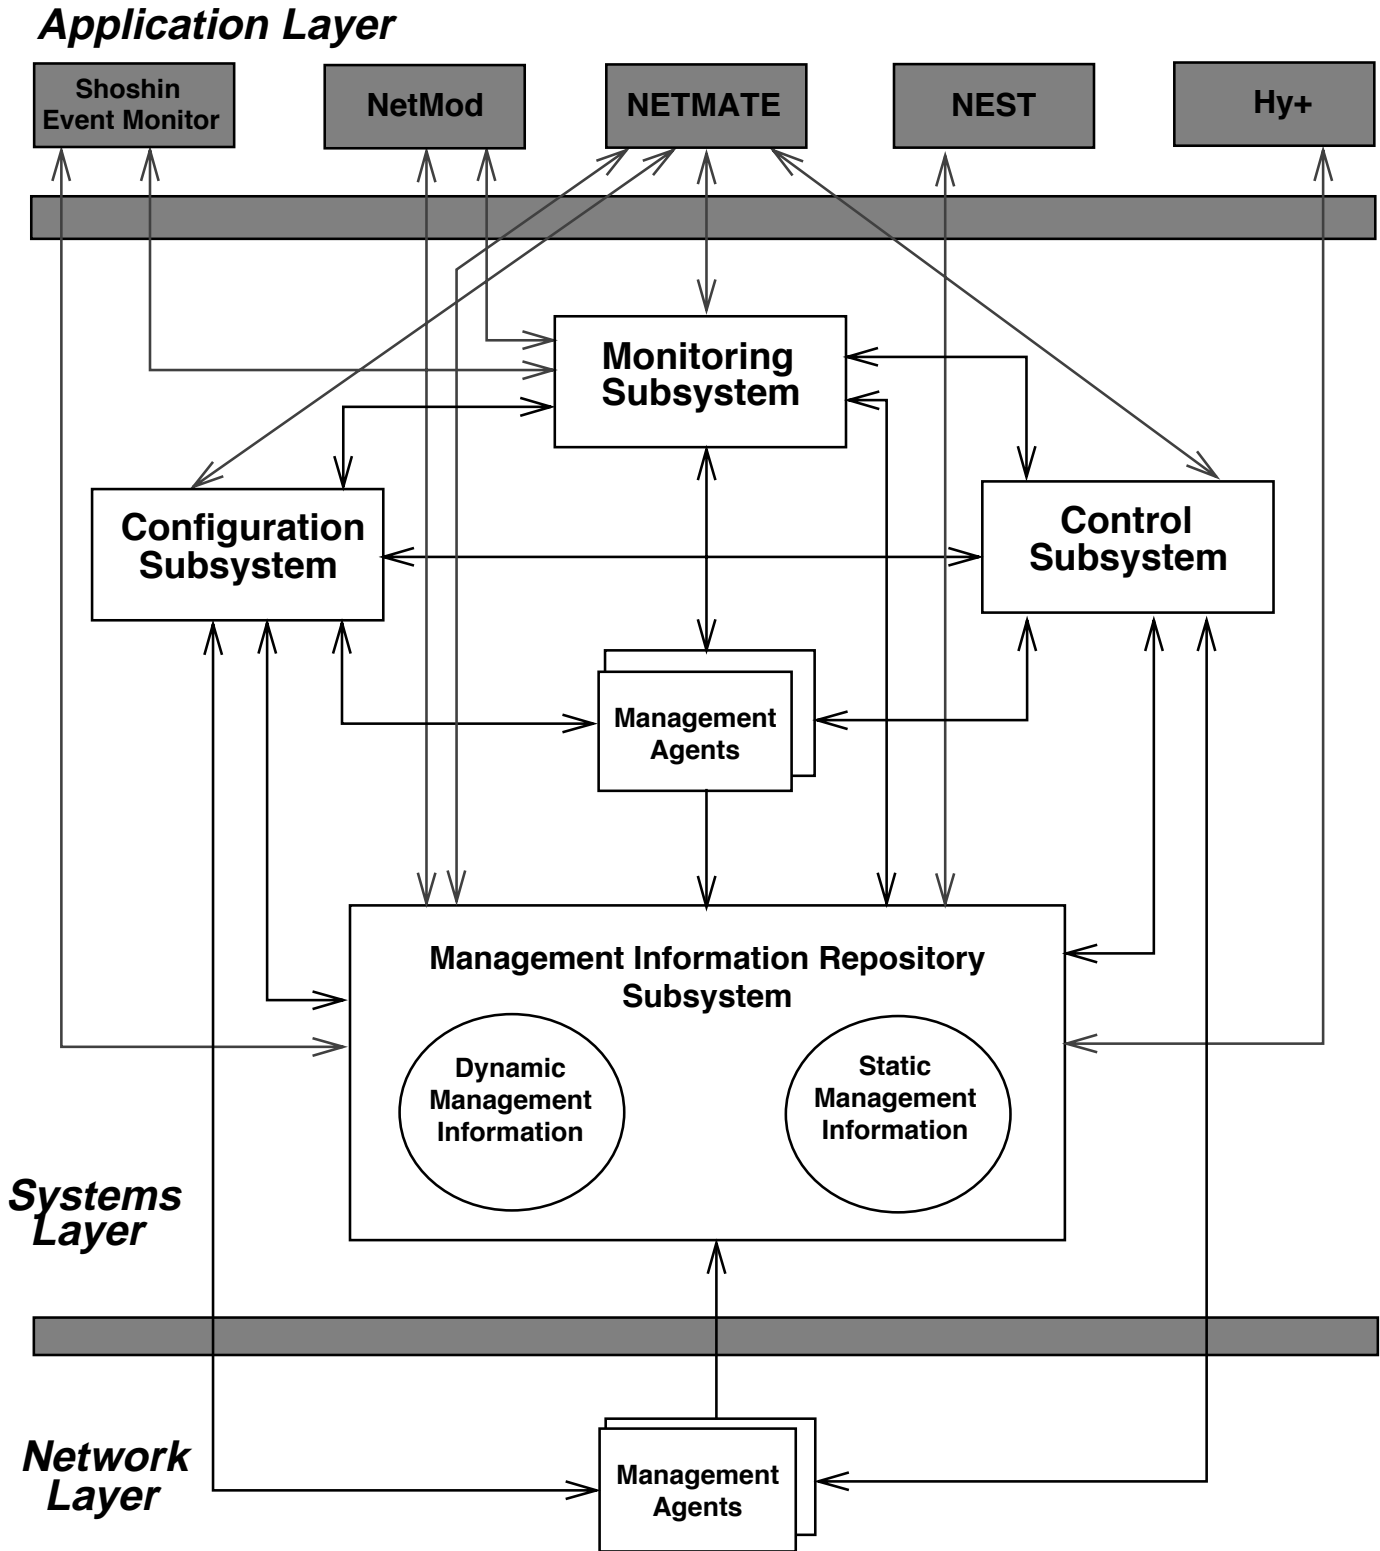 Application Layer
Shoshin
Event Monitor
NetMod
NETMATE
NEST
Hy+
Monitoring
Subsystem
Configuration
Subsystem
Control
Subsystem
Management
Agents
Management Information Repository
Subsystem
Dynamic
Management
Information
Static
Management
Information
Systems
Layer
Network
Layer
Management
Agents